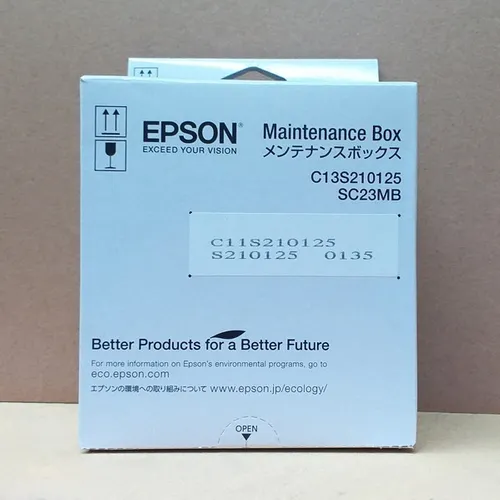 EPSON®
EXCEED YOUR VISION
Maintenance Box
メンテナンスボックス
C13S210125
SC23MB
C11S210125
S210125 0135
Better Products for a Better Future
For more information on Epson's environmental programs, go to
eco.epson.com
エプソンの環境への取り組みについて www.epson.jp/ecology/
OPEN